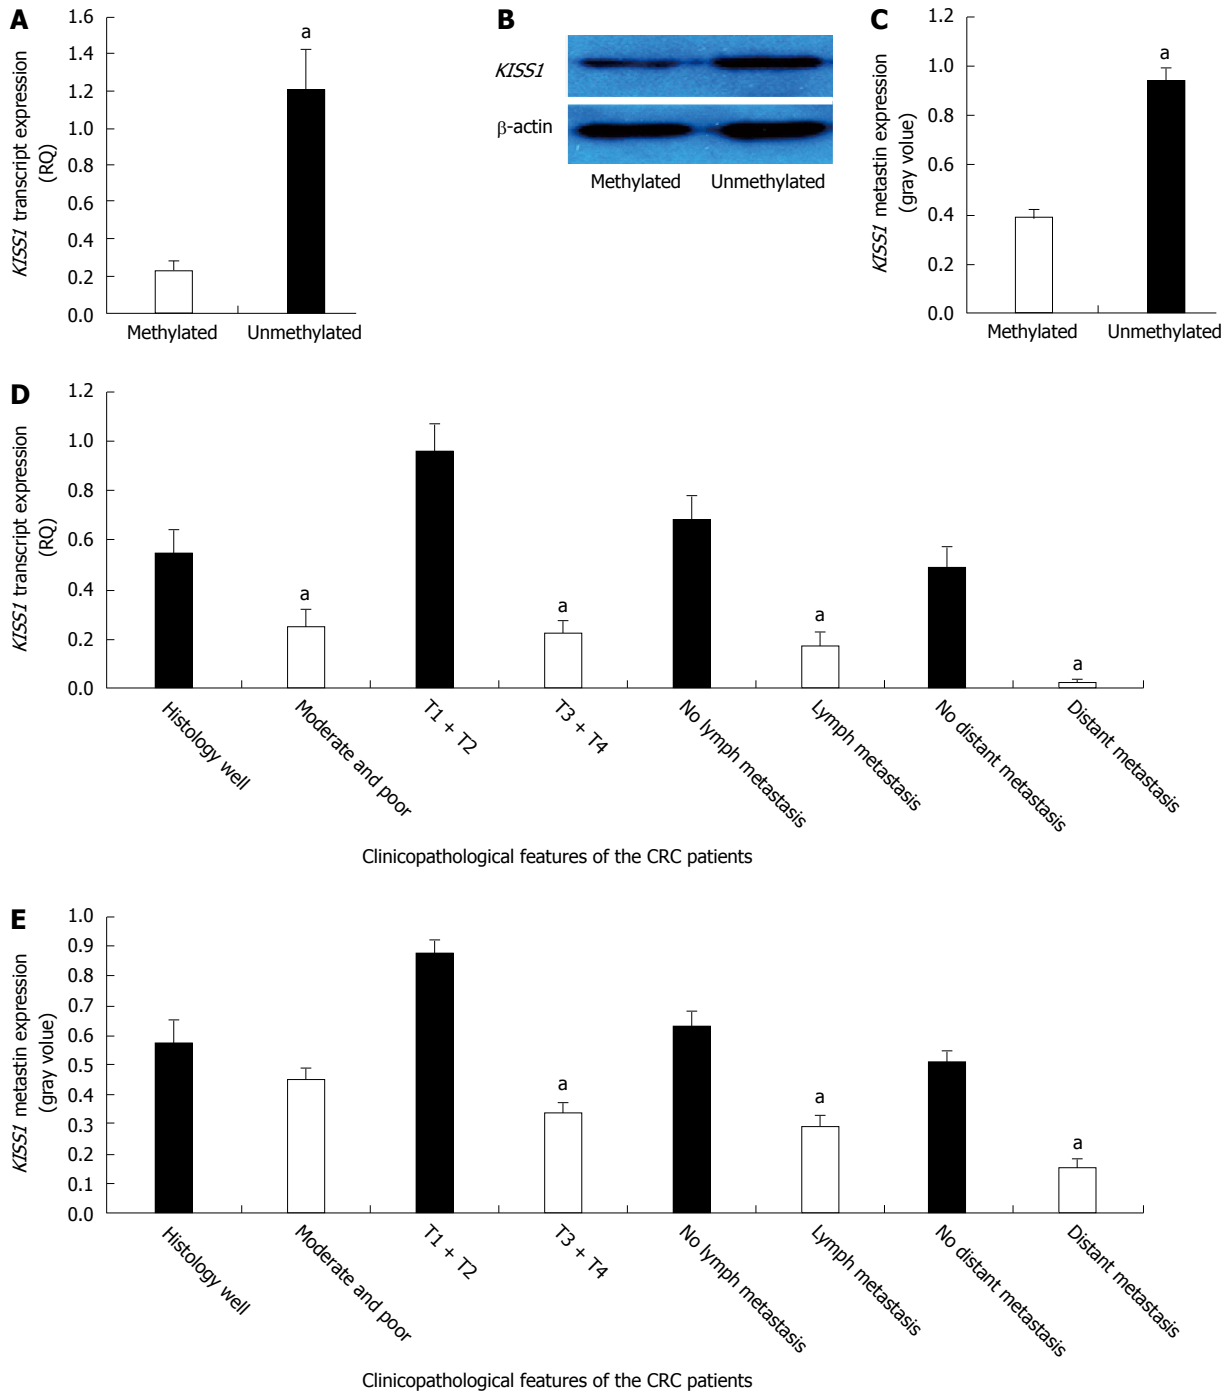 A
KISS1 transcript expression
(RQ)
1.6
1.4
1.2
1.0
0.8
0.6
0.4
0.2
0.0
a
Methylated
Unmethylated
B
KISS1
β-actin
Methylated
Unmethylated
C
KISS1 metastin expression
(gray volue)
1.2
1.0
0.8
0.6
0.4
0.2
0.0
a
Methylated
Unmethylated
D
KISS1 transcript expression
(RQ)
1.2
1.0
0.8
0.6
0.4
0.2
0.0
a
a
a
a
Histology well
Moderate and poor
T1 + T2
T3 + T4
No lymph metastasis
Lymph metastasis
No distant metastasis
Distant metastasis
Clinicopathological features of the CRC patients
E
KISS1 metastin expression
(gray volue)
1.0
0.9
0.8
0.7
0.6
0.5
0.4
0.3
0.2
0.1
0.0
a
a
a
Histology well
Moderate and poor
T1 + T2
T3 + T4
No lymph metastasis
Lymph metastasis
No distant metastasis
Distant metastasis
Clinicopathological features of the CRC patients